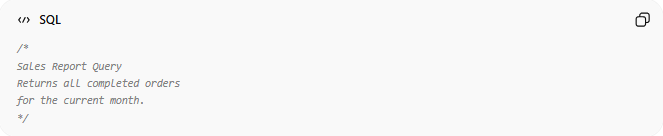 SQL
/*
Sales Report Query
Returns all completed orders
for the current month.
*/